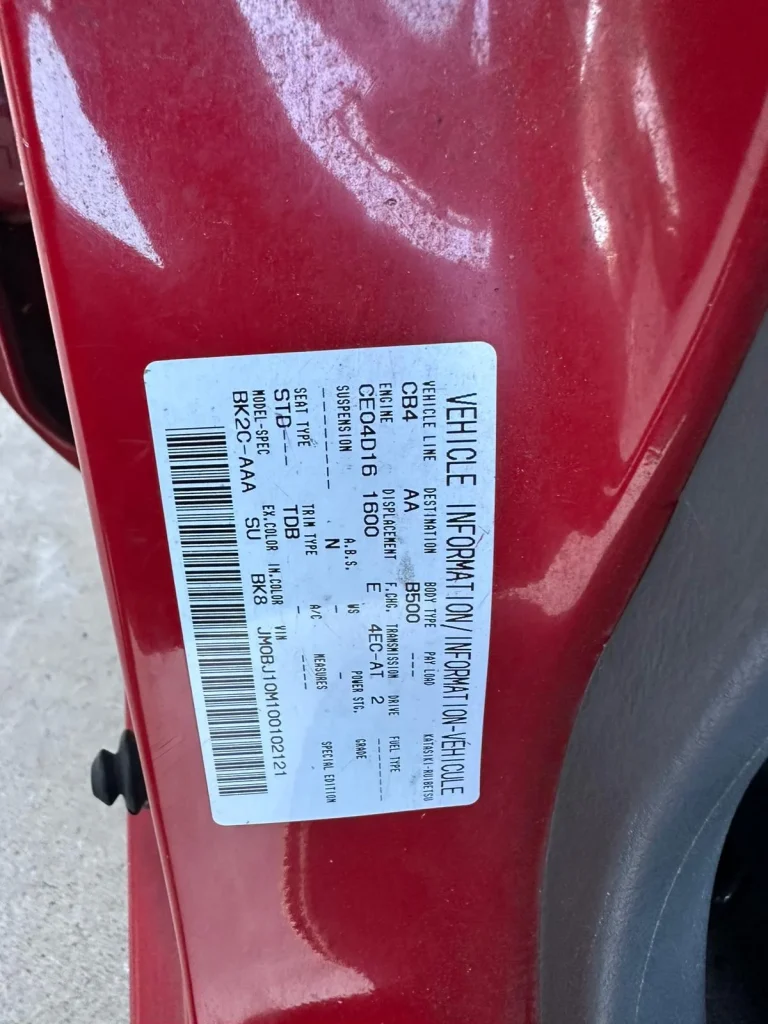 VEHICLE INFORMATION/INFORMATION-VÉHICULE
VEHICLE LINE DESTINATION BODY TYPE PAY LOAD KATASIKI-RUIBETSU
CB4 AA B500
ENGINE DISPLACEMENT F.CHG. TRANSMISSION DRIVE FUEL TYPE
CE04D16 1600 E 4EC-AT 2 -------
SUSPENSION A.B.S. WS POWER STG. GRADE
-------- N - -
SEAT TYPE TRIM TYPE A/C MEASURES SPECIAL EDITION
STD--- TDB - ----
MODEL-SPEC EX.COLOR IN.COLOR VIN
BK2C-AAA SU BK8 JM0BJ10M100102121